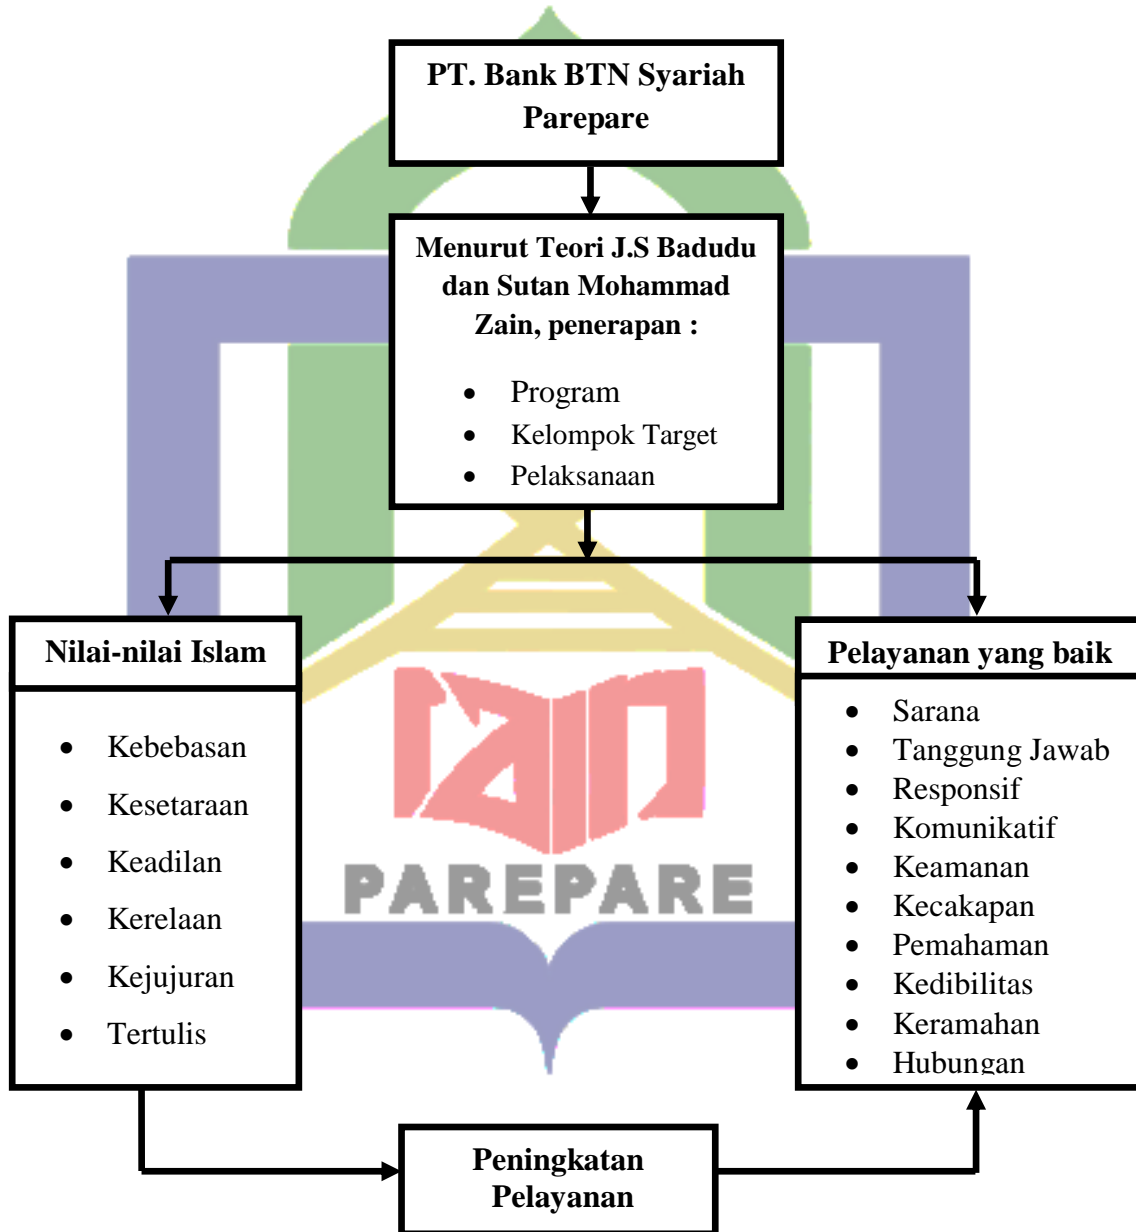 PT. Bank BTN Syariah
Parepare
Menurut Teori J.S Badudu
dan Sutan Mohammad
Zain, penerapan :
• Program
• Kelompok Target
• Pelaksanaan
Nilai-nilai Islam
• Kebebasan
• Kesetaraan
• Keadilan
• Kerelaan
• Kejujuran
• Tertulis
Pelayanan yang baik
• Sarana
• Tanggung Jawab
• Responsif
• Komunikatif
• Keamanan
• Kecakapan
• Pemahaman
• Kedibilitas
• Keramahan
• Hubungan
iain
PAREPARE
Peningkatan
Pelayanan